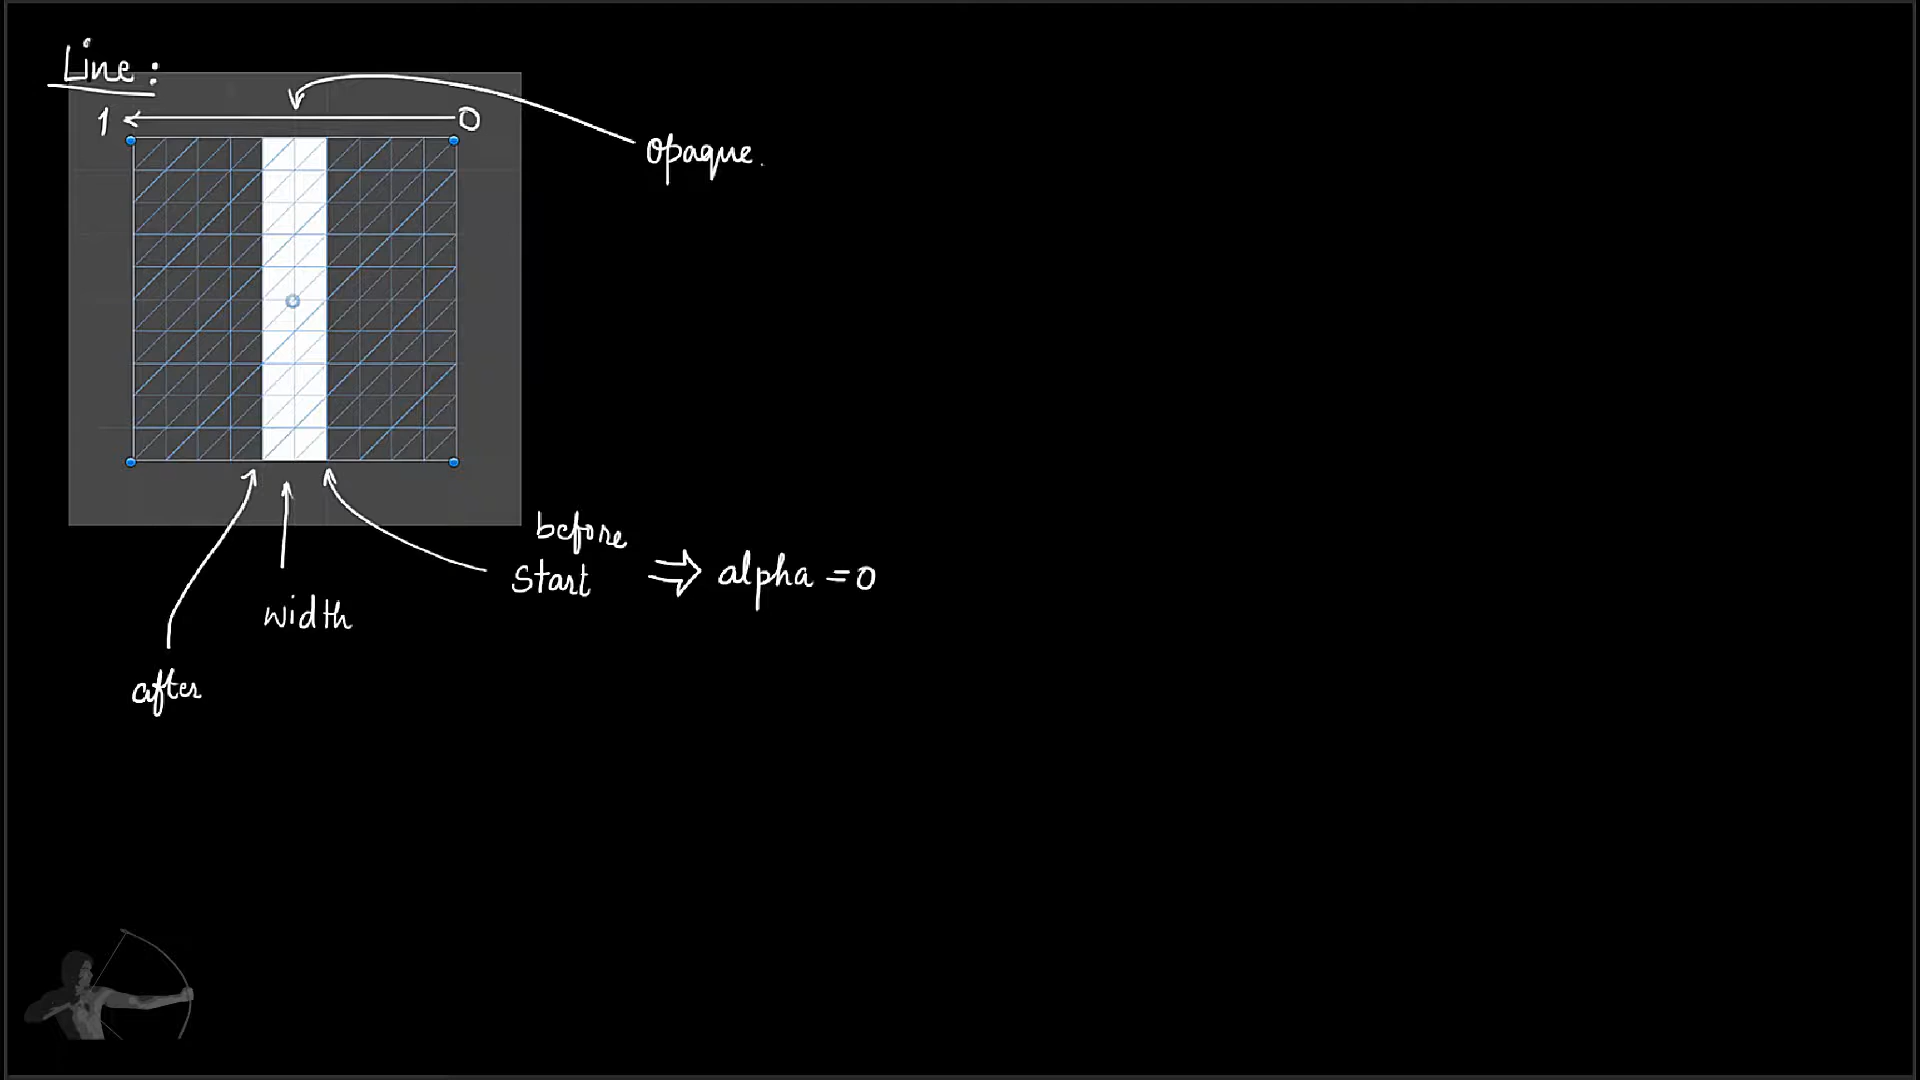 Line :
1 0
opaque.
before
start ⇒ alpha = 0
width
after